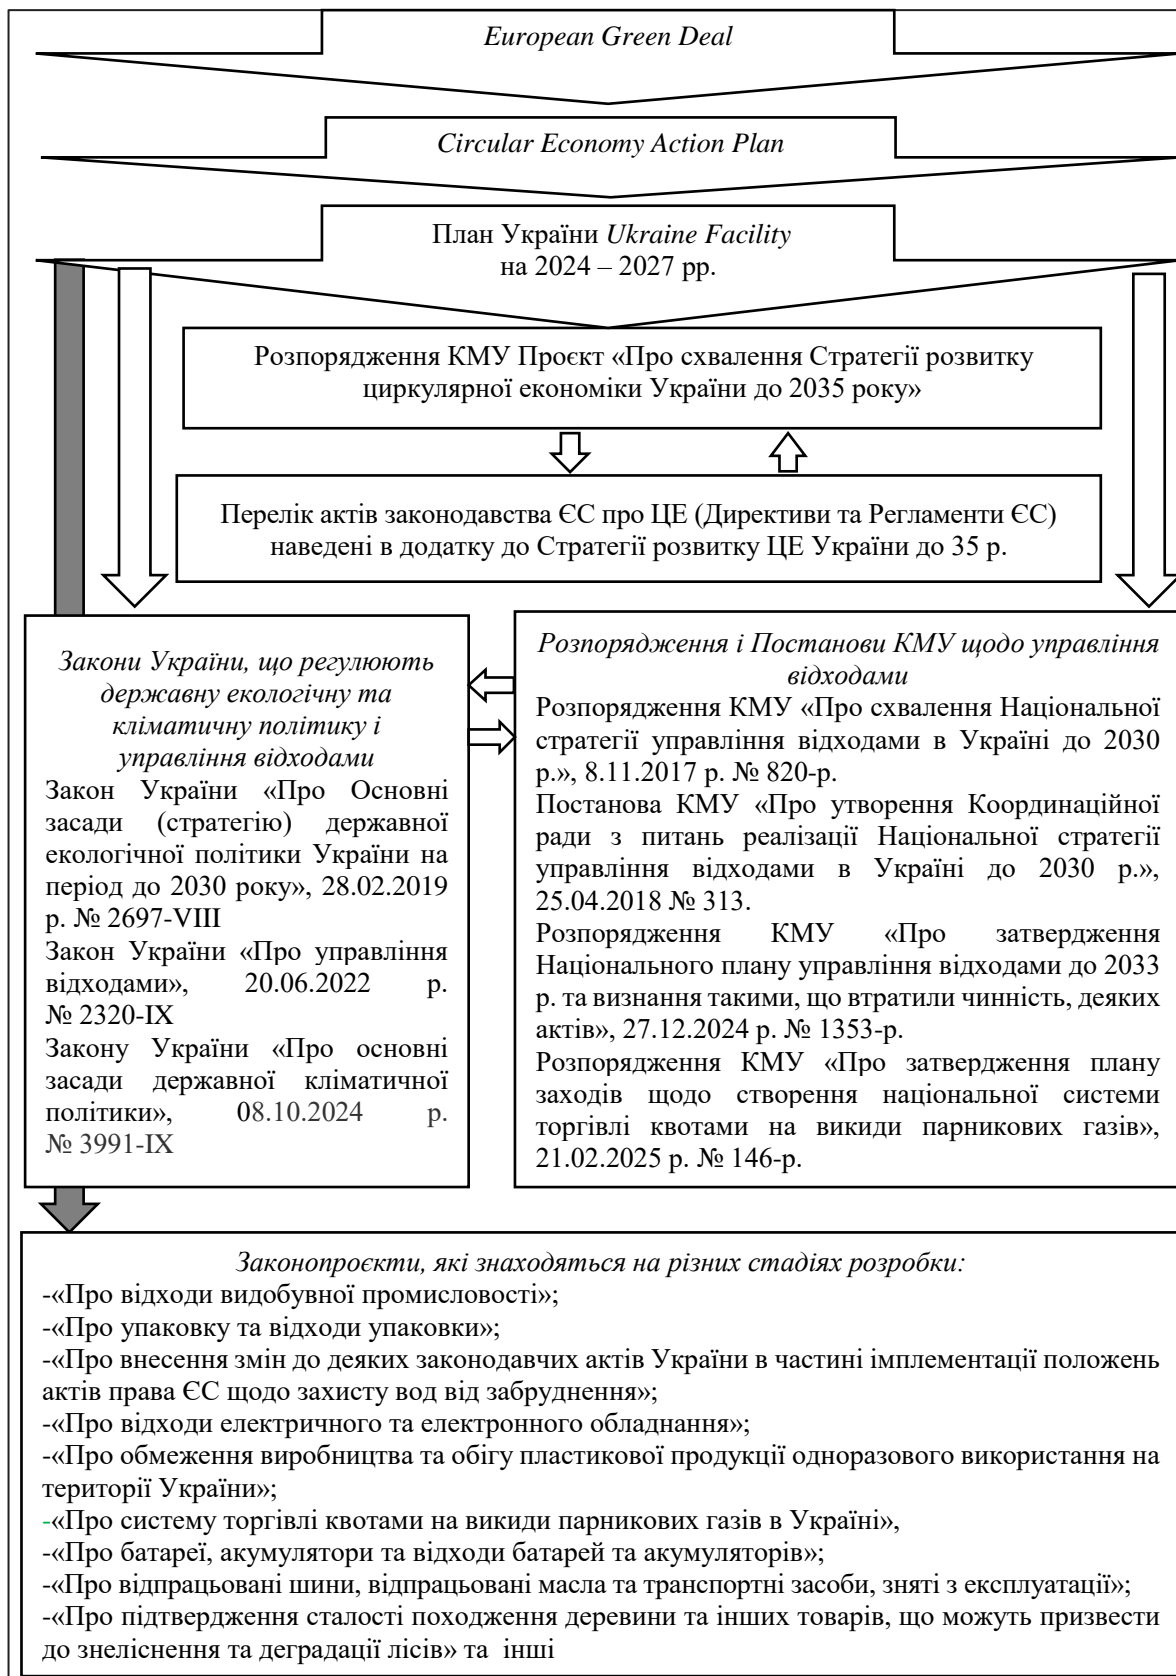 European Green Deal
Circular Economy Action Plan
План України Ukraine Facility
на 2024 – 2027 рр.
Розпорядження КМУ Проєкт «Про схвалення Стратегії розвитку
циркулярної економіки України до 2035 року»
Перелік актів законодавства ЄС про ЦЕ (Директиви та Регламенти ЄС)
наведені в додатку до Стратегії розвитку ЦЕ України до 35 р.
Закони України, що регулюють
державну екологічну та
кліматичну політику і
управління відходами
Закон України «Про Основні
засади (стратегію) державної
екологічної політики України на
період до 2030 року», 28.02.2019
р. № 2697-VIII
Закон України «Про управління
відходами», 20.06.2022 р.
№ 2320-IX
Закону України «Про основні
засади державної кліматичної
політики», 08.10.2024 р.
№ 3991-IX
Розпорядження і Постанови КМУ щодо управління
відходами
Розпорядження КМУ «Про схвалення Національної
стратегії управління відходами в Україні до 2030
р.», 8.11.2017 р. № 820-р.
Постанова КМУ «Про утворення Координаційної
ради з питань реалізації Національної стратегії
управління відходами в Україні до 2030 р.»,
25.04.2018 № 313.
Розпорядження КМУ «Про затвердження
Національного плану управління відходами до 2033
р. та визнання такими, що втратили чинність, деяких
актів», 27.12.2024 р. № 1353-р.
Розпорядження КМУ «Про затвердження плану
заходів щодо створення національної системи
торгівлі квотами на викиди парникових газів»,
21.02.2025 р. № 146-р.
Законопроєкти, які знаходяться на різних стадіях розробки:
-«Про відходи видобувної промисловості»;
-«Про упаковку та відходи упаковки»;
-«Про внесення змін до деяких законодавчих актів України в частині імплементації положень
актів права ЄС щодо захисту вод від забруднення»;
-«Про відходи електричного та електронного обладнання»;
-«Про обмеження виробництва та обігу пластикової продукції одноразового використання на
території України»;
-«Про систему торгівлі квотами на викиди парникових газів в Україні»,
-«Про батареї, акумулятори та відходи батарей та акумуляторів»;
-«Про відпрацьовані шини, відпрацьовані масла та транспортні засоби, зняті з експлуатації»;
-«Про підтвердження сталості походження деревини та інших товарів, що можуть призвести
до знеліснення та деградації лісів» та інші